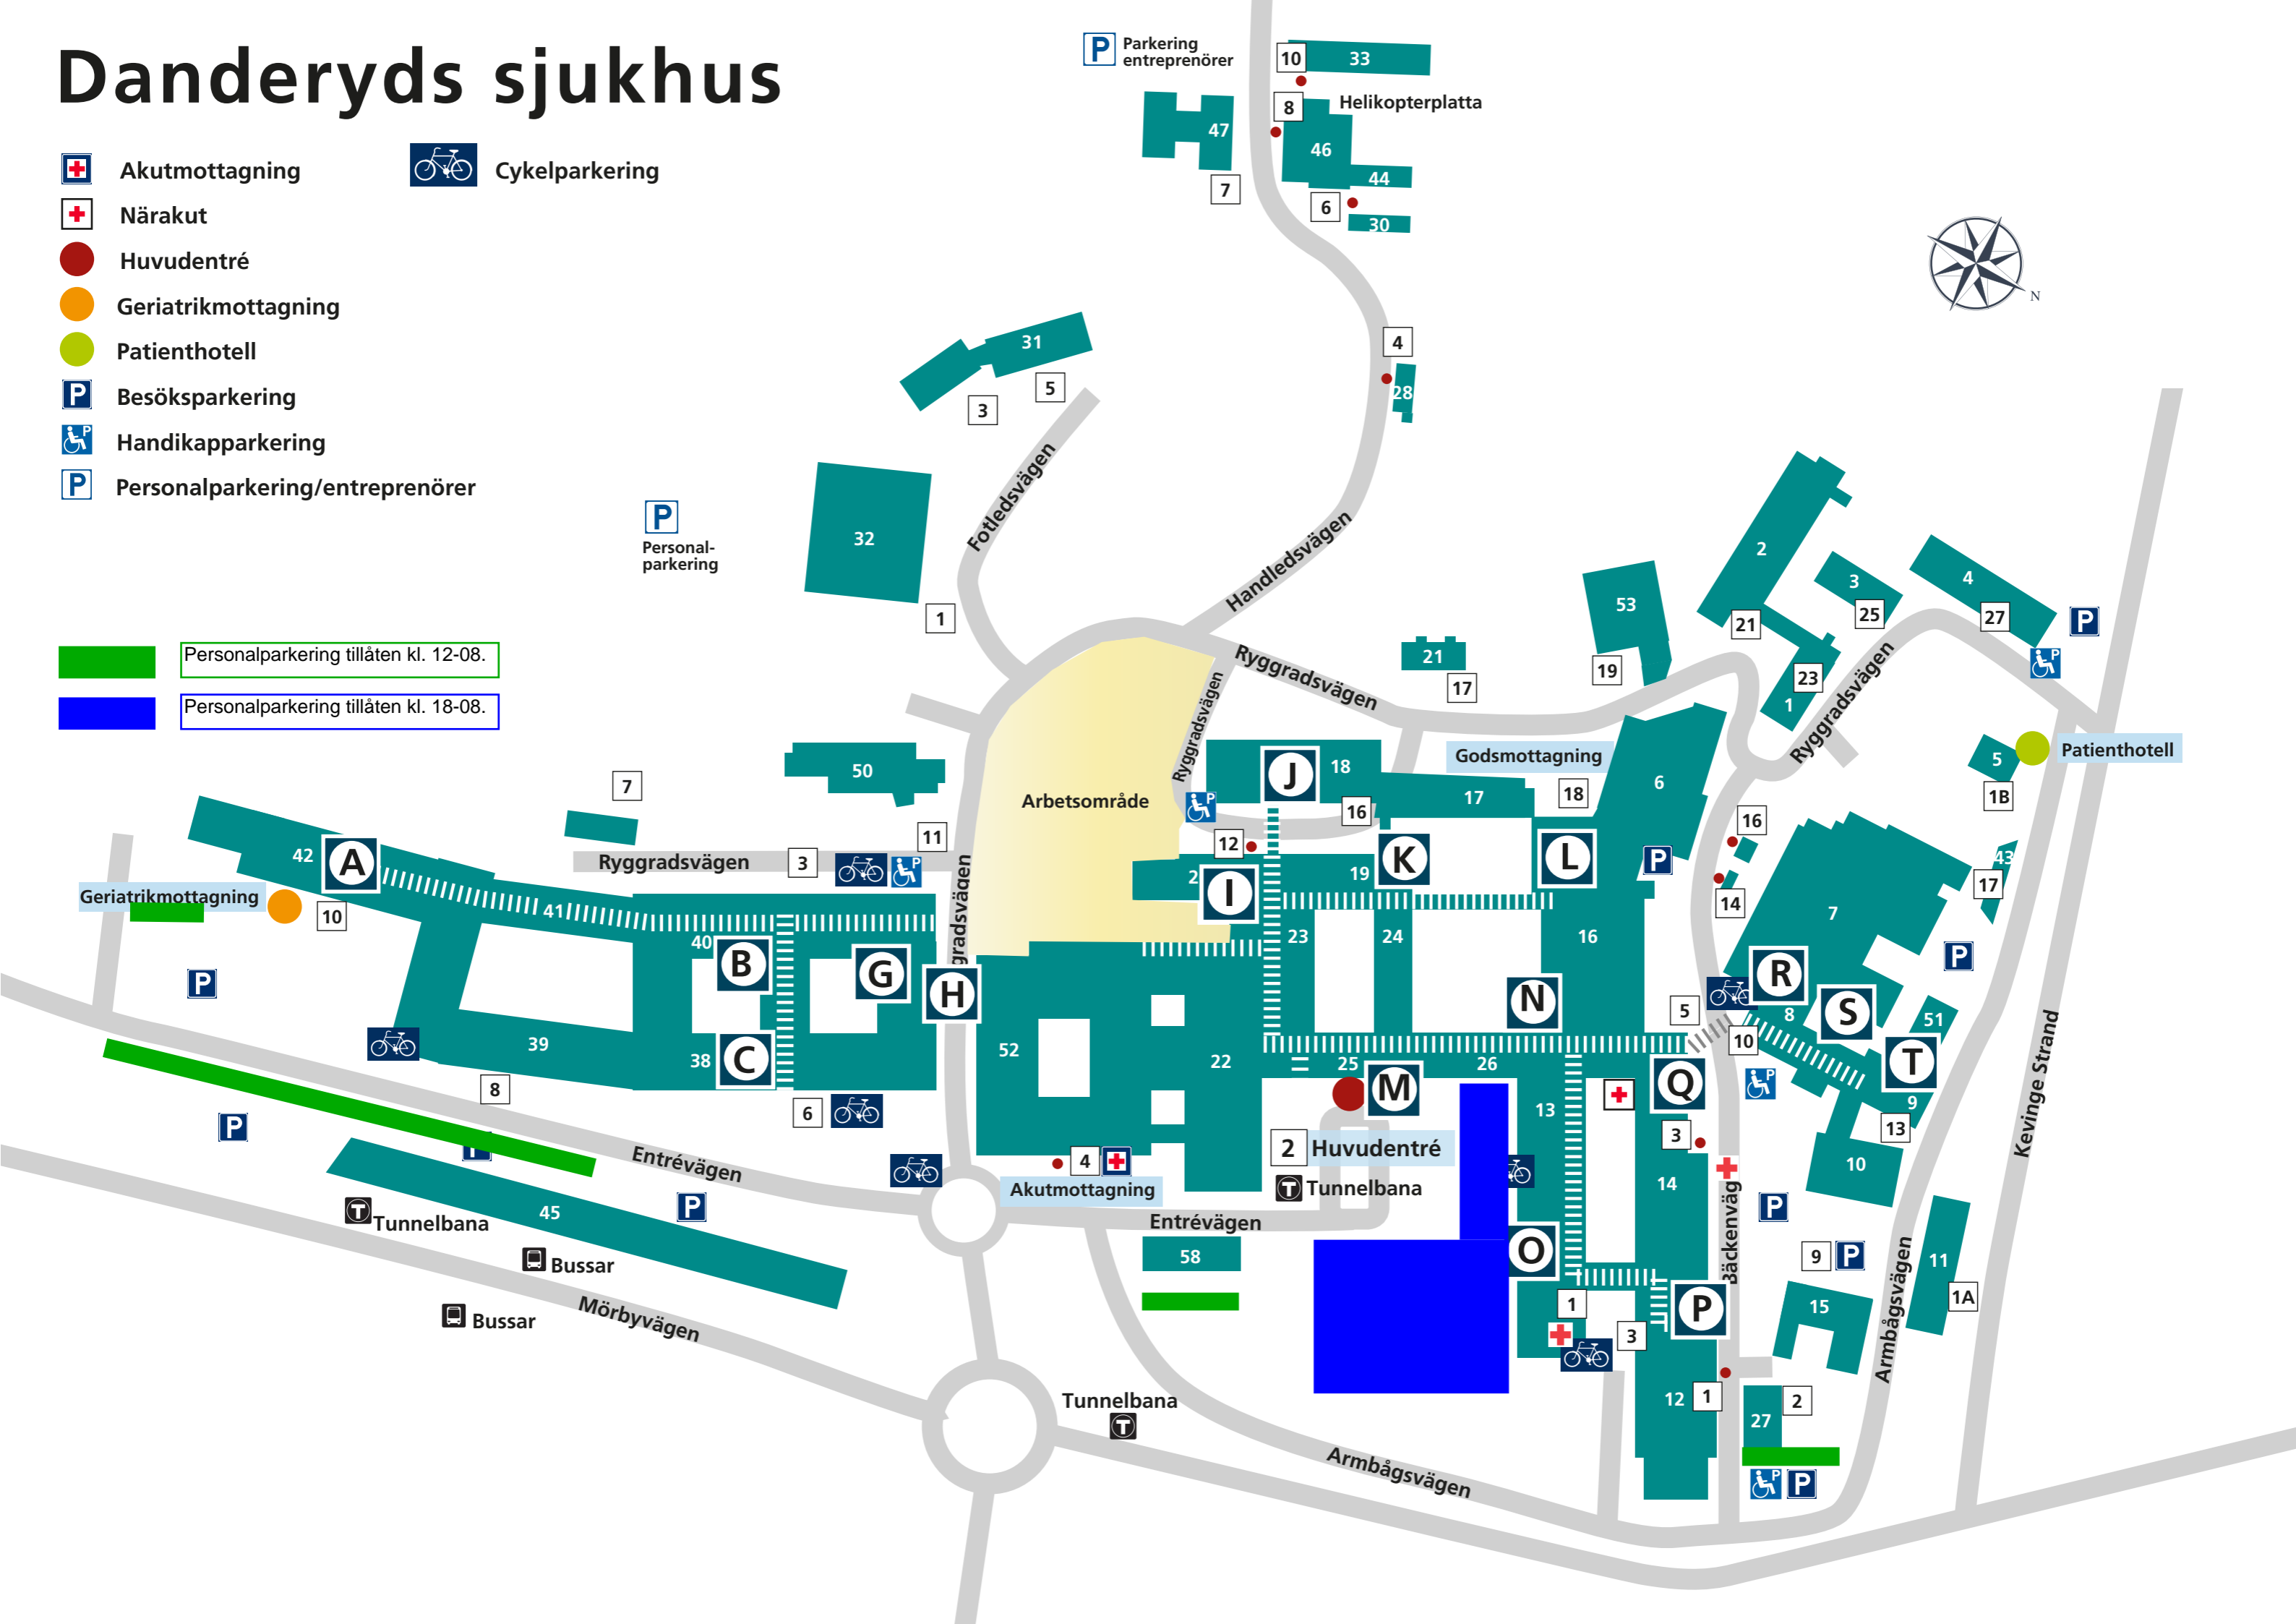 Danderyds sjukhus
Akutmottagning
Cykelparkering
Närakut
Huvudentré
Geriatrikmottagning
Patienthotell
P Besöksparkering
P Handikapparkering
P Personalparkering/entreprenörer
Personalparkering tillåten kl. 12-08.
Personalparkering tillåten kl. 18-08.
P Parkering
entreprenörer
10
33
8
Helikopterplatta
47
46
7
44
6
30
N
31
5
3
4
28
Fotledsvägen
P
Personal-
parkering
32
1
Handledsvägen
2
3
25
4
27
P
P
53
21
19
21
17
23
1
Ryggradsvägen
Ryggradsvägen
Ryggradsvägen
Arbetsområde
J
18
Godsmottagning
17
18
6
16
5
Patienthotell
1B
50
7
11
Ryggradsvägen
3
P
P
12
I
19
K
L
P
16
14
7
43
17
P
42
A
Geriatrikmottagning
10
41
40
B
G
H
gradsvägen
2
23
24
16
N
R
S
51
T
8
5
10
9
13
P
39
38
C
8
6
P
P
52
22
25
26
M
Q
13
3
14
P
10
P
4
Akutmottagning
2 Huvudentré
T Tunnelbana
Entrévägen
Entrévägen
T Tunnelbana
45
P
Bussar
Bussar
Mörbyvägen
58
O
1
3
P
Bäckenväg
9
P
15
11
1A
Armbågsvägen
Kevinge Strand
12
1
2
27
P
P
Tunnelbana
T
Armbågsvägen